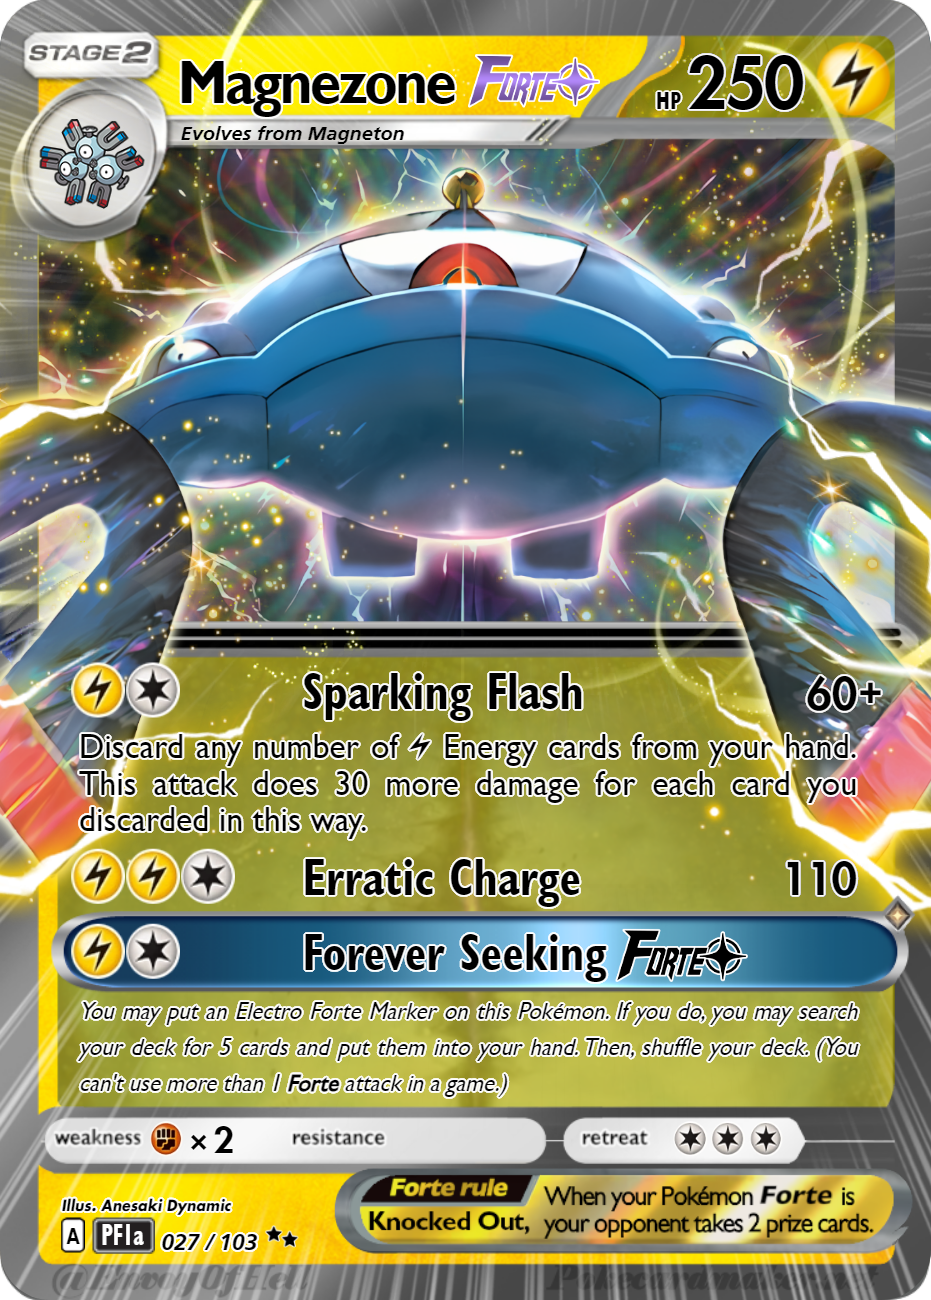 STAGE2
Magnezone FORTE
HP 250
Evolves from Magneton
Sparking Flash 60+
Discard any number of Energy cards from your hand.
This attack does 30 more damage for each card you
discarded in this way.
Erratic Charge 110
Forever Seeking FORTE
You may put an Electro Forte Marker on this Pokémon. If you do, you may search
your deck for 5 cards and put them into your hand. Then, shuffle your deck. (You
can't use more than 1 Forte attack in a game.)
weakness × 2 resistance retreat
Illus. Anesaki Dynamic
A PF1a 027 / 103
Forte rule When your Pokémon Forte is
Knocked Out, your opponent takes 2 prize cards.